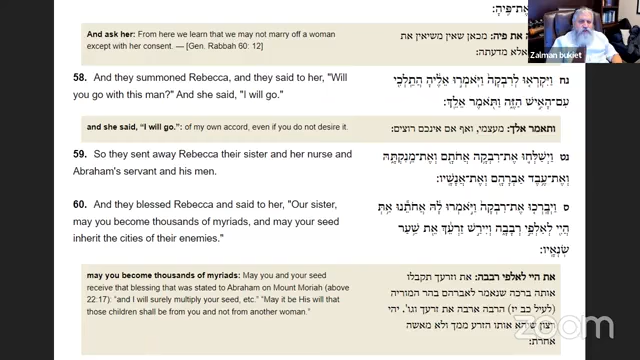 אֶת־פִּֽיהָ׃
And ask her: From here we learn that we may not marry off a woman
except with her consent. — [Gen. Rabbah 60: 12]
את פיה: מכאן שאין משיאין את
אלא מדעתה:
58. And they summoned Rebecca, and they said to her, "Will
you go with this man?" And she said, "I will go."
נח וַיִּקְרְא֤וּ לְרִבְקָה֙ וַיֹּאמְר֣וּ אֵלֶ֔יהָ הֲתֵלְכִ֖י
עִם־הָאִ֣ישׁ הַזֶּ֑ה וַתֹּ֖אמֶר אֵלֵֽךְ׃
and she said, "I will go.": of my own accord, even if you do not desire it.
ותאמר אלך: מעצמי, ואף אם אינכם רוצים:
59. So they sent away Rebecca their sister and her nurse and
Abraham's servant and his men.
נט וַֽיְשַׁלְּח֛וּ אֶת־רִבְקָ֥ה אֲחֹתָ֖ם וְאֶת־מֵנִקְתָּ֑הּ
וְאֶת־עֶ֥בֶד אַבְרָהָ֖ם וְאֶת־אֲנָשָֽׁיו׃
60. And they blessed Rebecca and said to her, "Our sister,
may you become thousands of myriads, and may your seed
inherit the cities of their enemies."
ס וַיְבָרֲכ֤וּ אֶת־רִבְקָה֙ וַיֹּ֣אמְרוּ לָ֔הּ אֲחֹתֵ֕נוּ אַ֥תְּ
הֲיִ֖י לְאַלְפֵ֣י רְבָבָ֑ה וְיִירַ֣שׁ זַרְעֵ֔ךְ אֵ֖ת שַׁ֥עַר
שֹׂנְאָֽיו׃
may you become thousands of myriads: May you and your seed
receive that blessing that was stated to Abraham on Mount Moriah (above
22:17): "and I will surely multiply your seed, etc." "May it be His will that
those children shall be from you and not from another woman."
את היי לאלפי רבבה: את וזרעך תקבלו
אותה ברכה שנאמר לאברהם בהר המוריה
(לעיל כב יז) הרבה ארבה את זרעך וגו'. יהי
רצון שיהא אותו הזרע ממך ולא מאשה
אחרת:
Zalman bukiet
LIVE